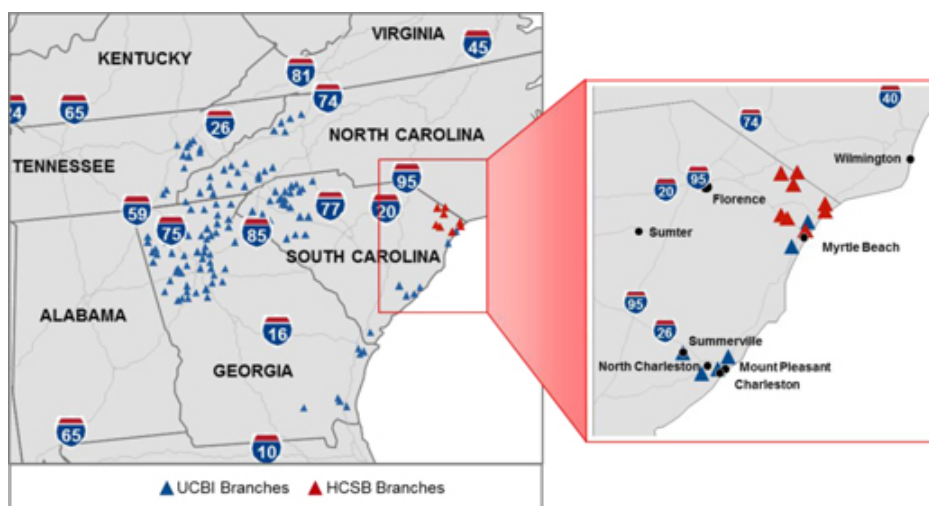 VIRGINIA
KENTUCKY
45
81
74
65
24
26
NORTH CAROLINA
TENNESSEE
95
59
77
20
75
85
SOUTH CAROLINA
ALABAMA
16
GEORGIA
65
10
UCBI Branches HCSB Branches
40
74
Wilmington
95
20
Florence
Sumter
Myrtle Beach
95
26
Summerville
North Charleston
Mount Pleasant
Charleston